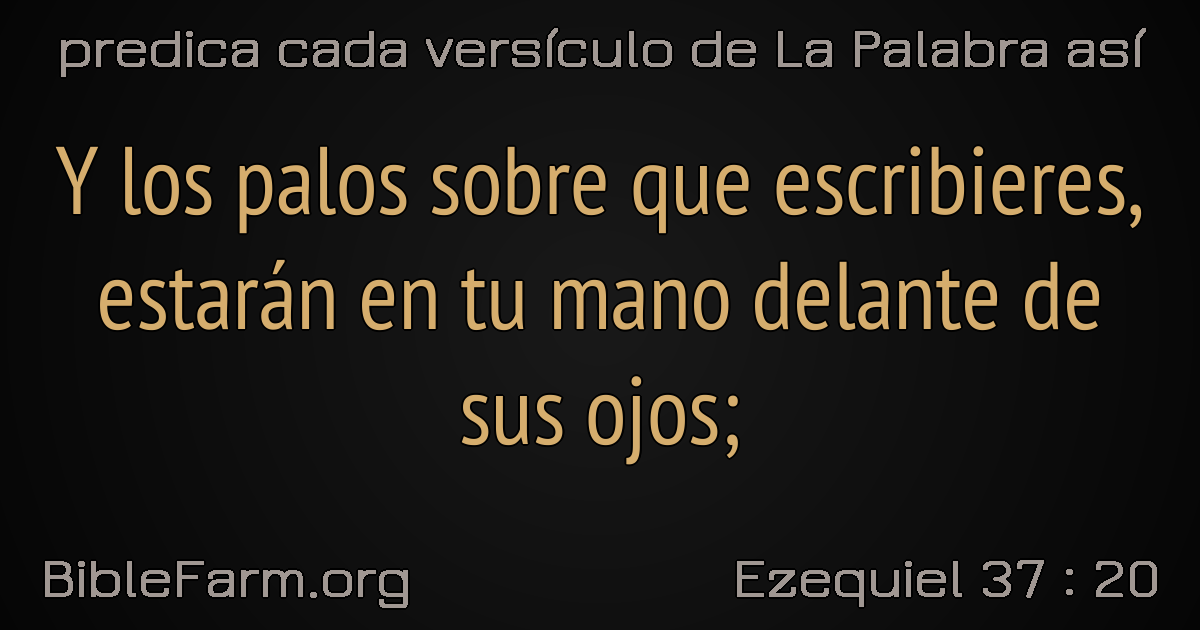 predica cada versículo de La Palabra así
Y los palos sobre que escribieres,
estarán en tu mano delante de
sus ojos;
BibleFarm.org
Ezequiel 37 : 20